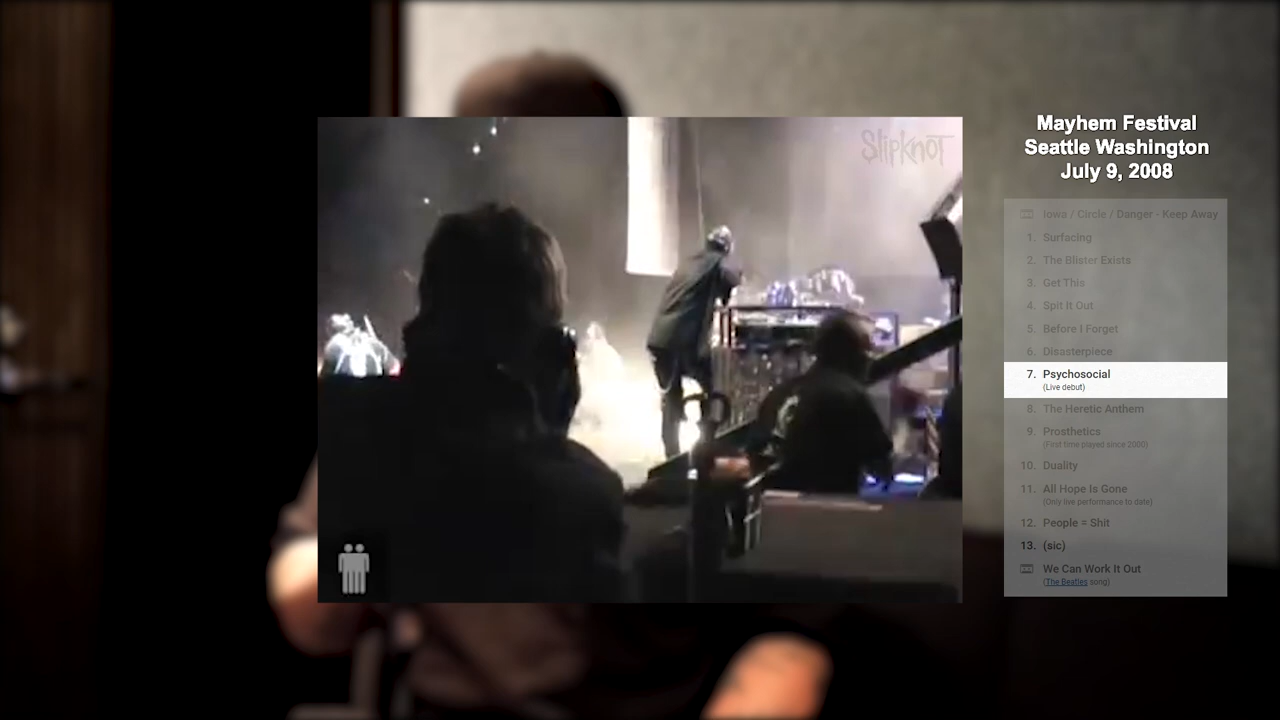 SlipknoT
Mayhem Festival
Seattle Washington
July 9, 2008
Iowa / Circle / Danger - Keep Away
1. Surfacing
2. The Blister Exists
3. Get This
4. Spit It Out
5. Before I Forget
6. Disasterpiece
7. Psychosocial
(Live debut)
8. The Heretic Anthem
9. Prosthetics
(First time played since 2000)
10. Duality
11. All Hope Is Gone
(Only live performance to date)
12. People = Shit
13. (sic)
We Can Work It Out
(The Beatles song)